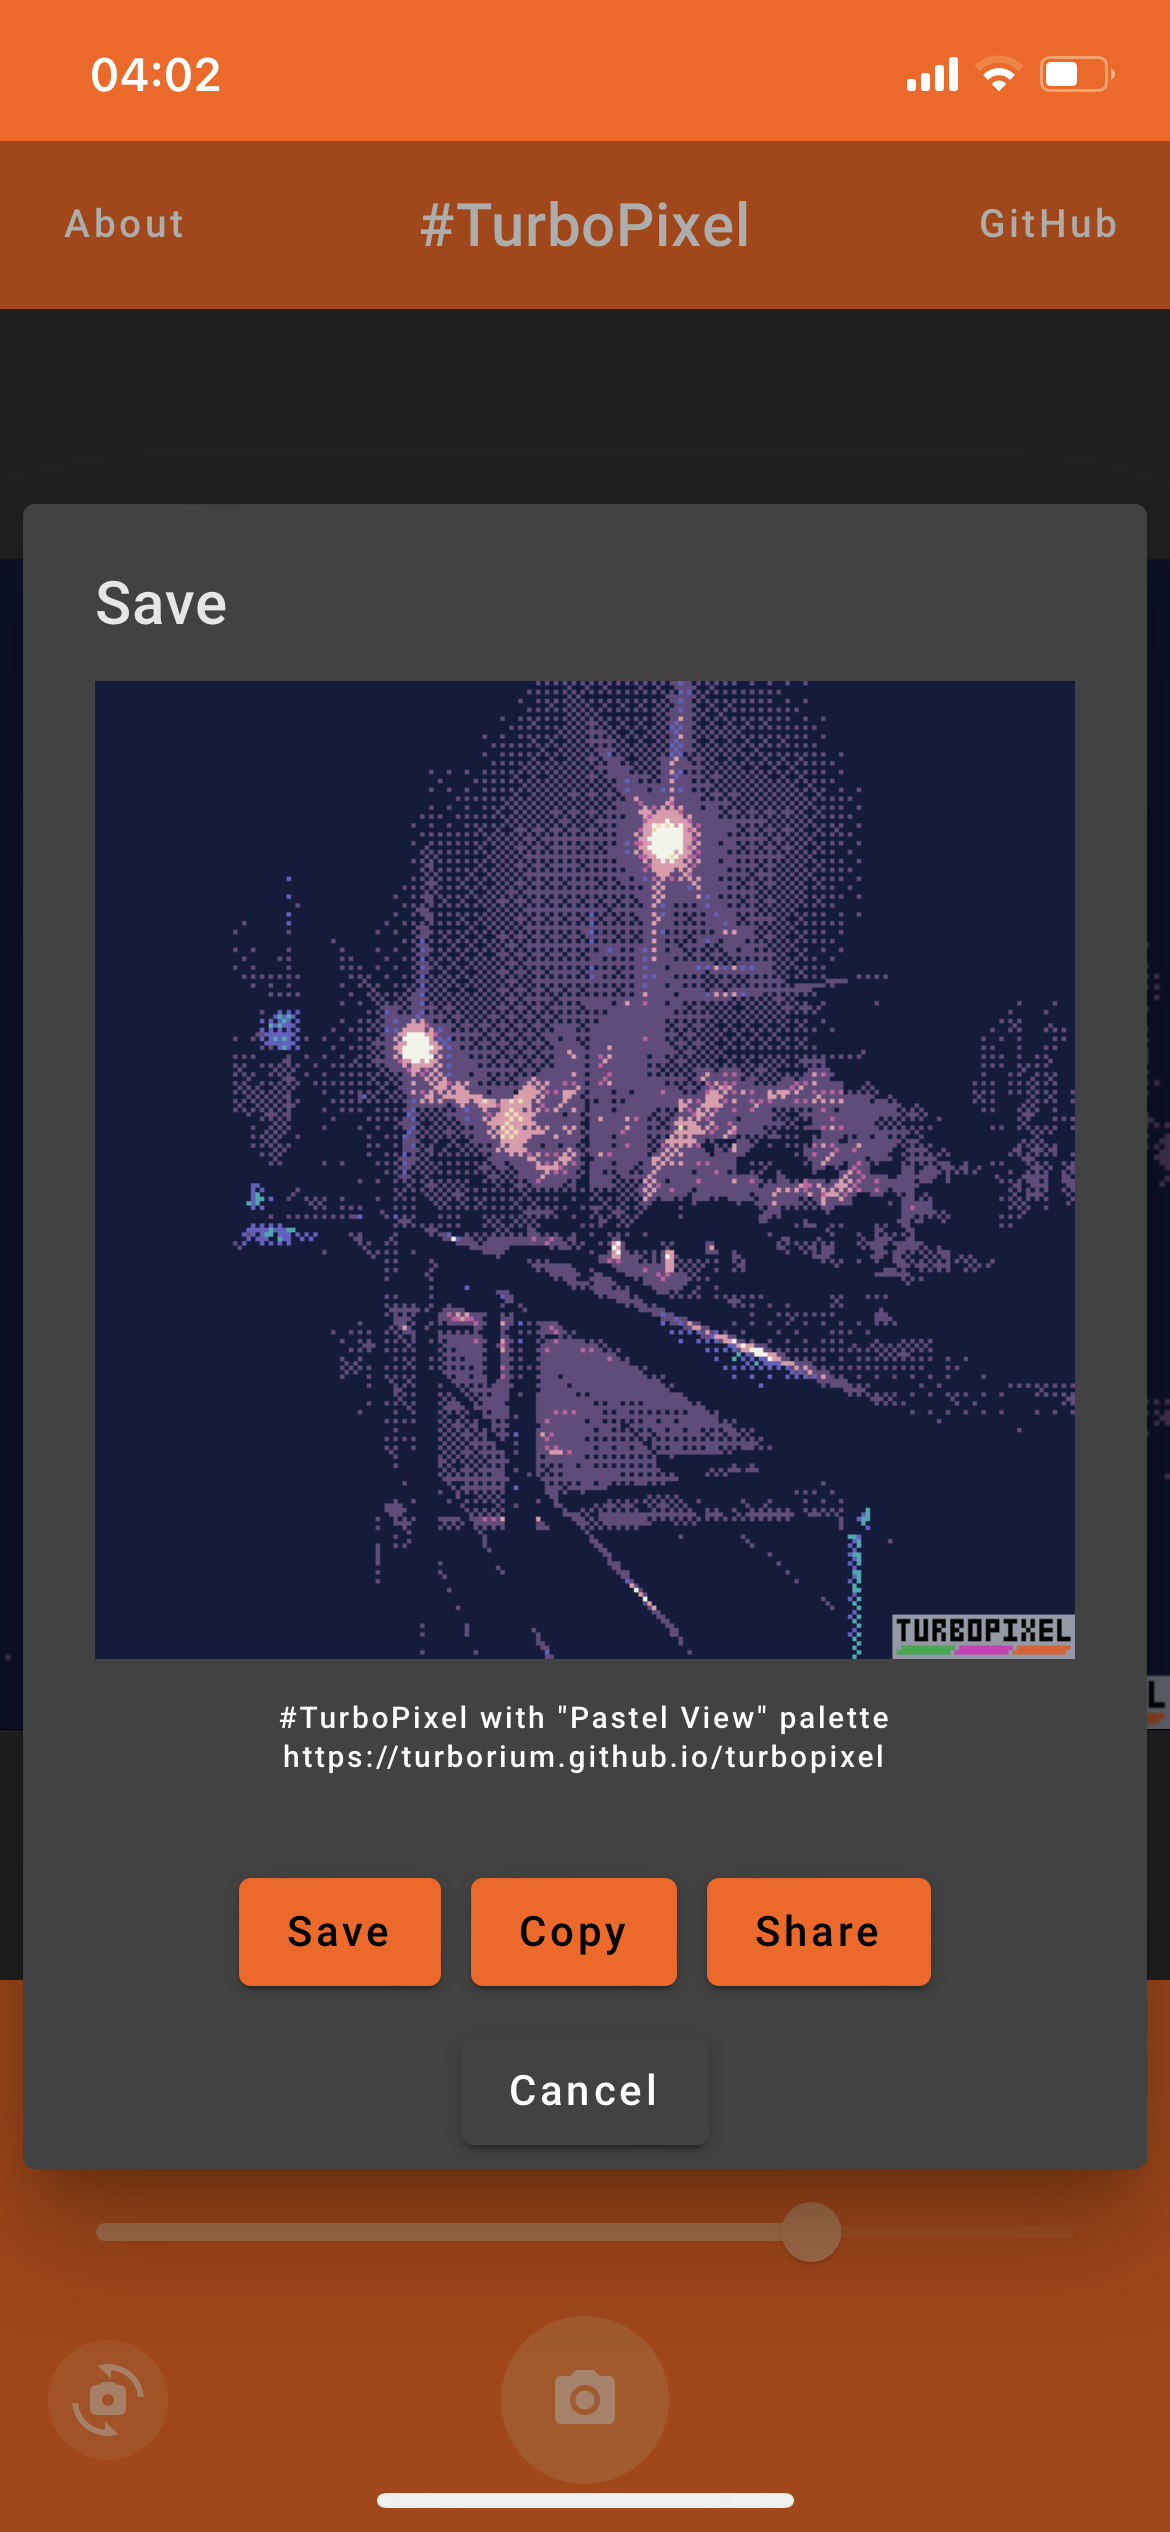 04:02
About #TurboPixel GitHub
Save
TURBOPIXEL
#TurboPixel with "Pastel View" palette
https://turborium.github.io/turbopixel
L
Save Copy Share
Cancel